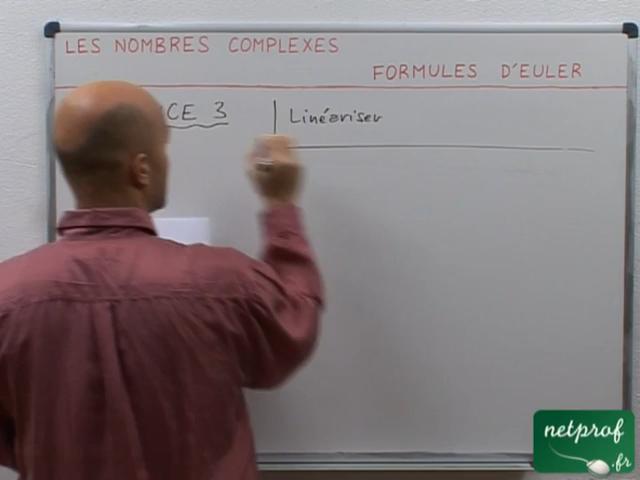 LES NOMBRES COMPLEXES
FORMULES D'EULER
CE 3
Linéariser
netprof
.fr